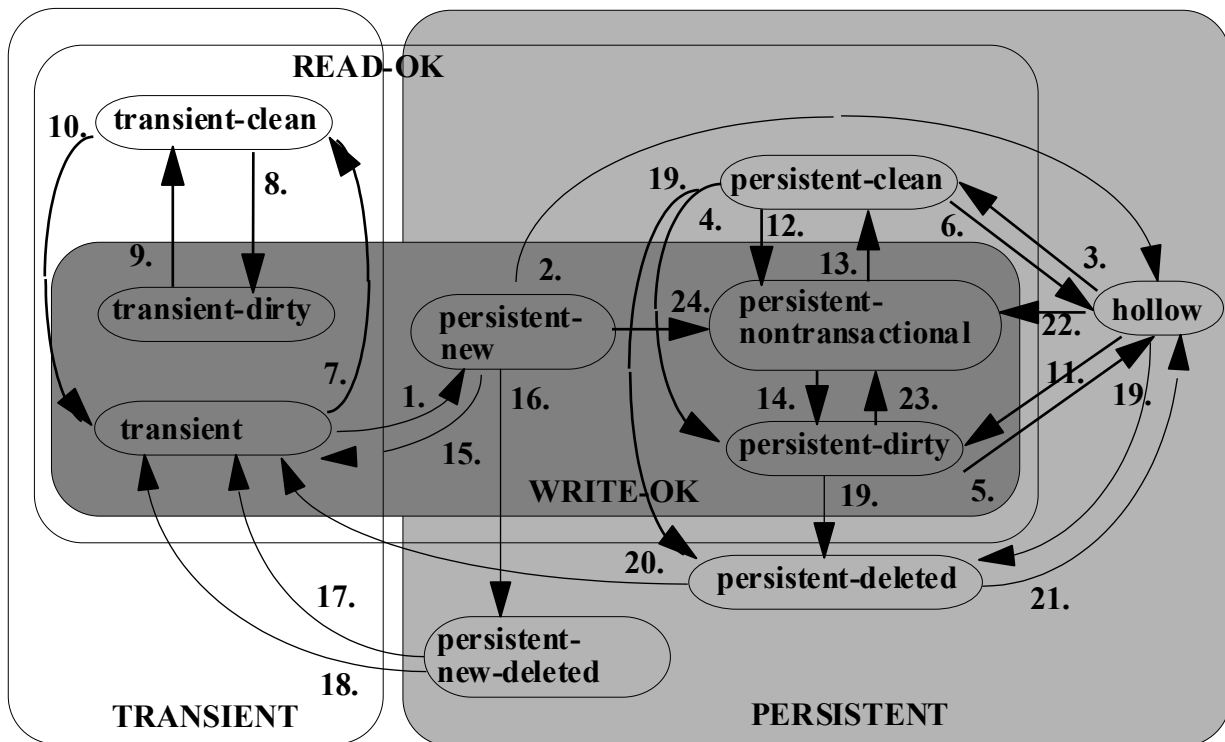 READ-OK
10.
transient-clean
8.
19.
persistent-clean
4.
12.
6.
9.
2.
13.
3.
transient-dirty
persistent-
new
24.
persistent-
nontransactional
hollow
22.
7.
1.
16.
14.
23.
11.
19.
transient
15.
persistent-dirty
WRITE-OK
19.
5.
20.
persistent-deleted
17.
21.
persistent-
new-deleted
18.
TRANSIENT
PERSISTENT